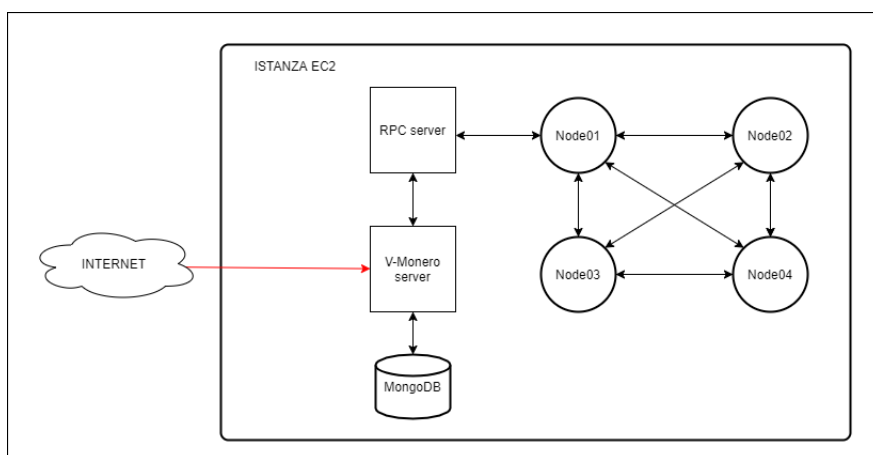 ISTANZA EC2
RPC server
Node01
Node02
INTERNET
V-Monero
server
Node03
Node04
MongoDB